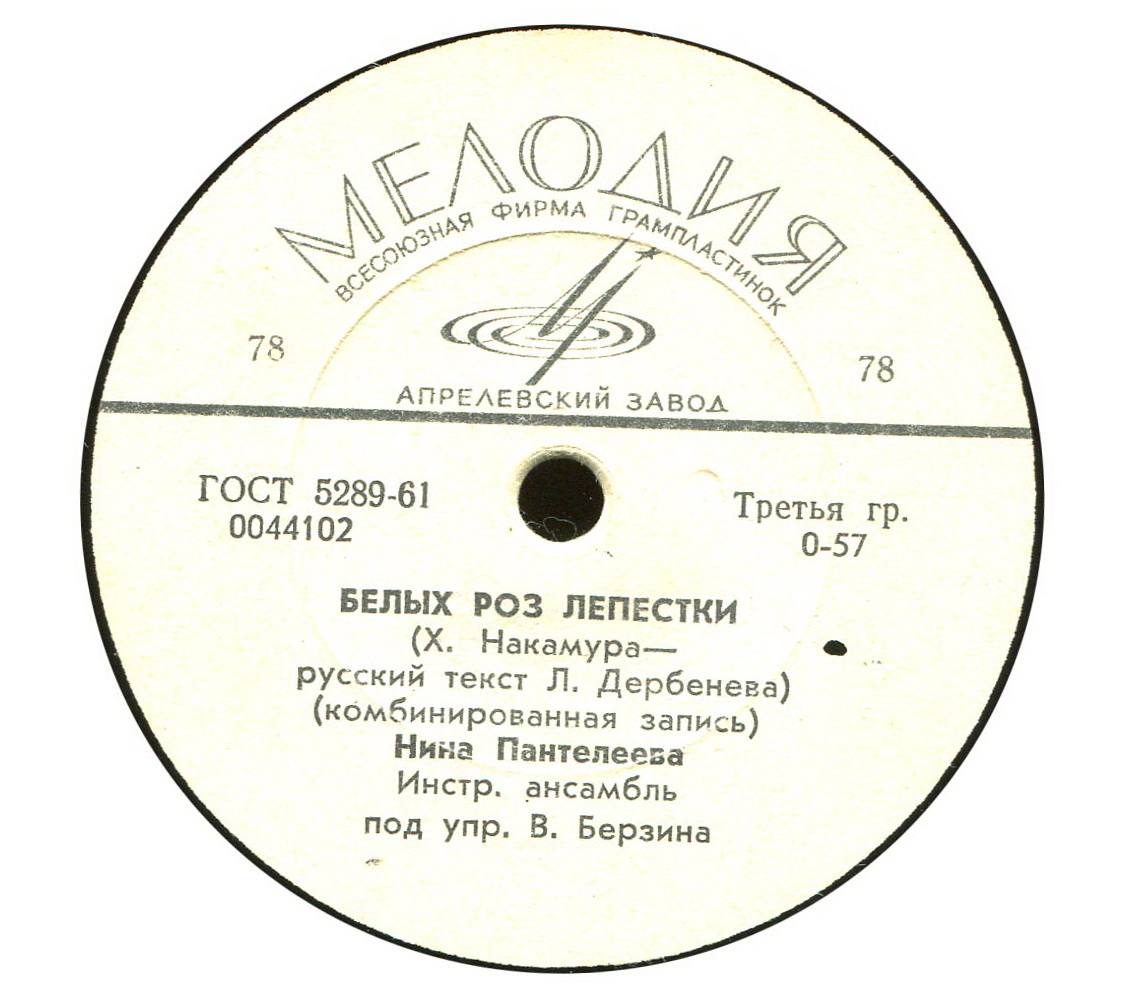 МЕЛОДИЯ
ВСЕСОЮЗНАЯ ФИРМА ГРАМПЛАСТИНОК
78
78
АПРЕЛЕВСКИЙ ЗАВОД
ГОСТ 5289-61
0044102
Третья гр.
0-57
БЕЛЫХ РОЗ ЛЕПЕСТКИ
(Х. Накамура—
русский текст Л. Дербенева)
(комбинированная запись)
Нина Пантелеева
Инстр. ансамбль
под упр. В. Берзина